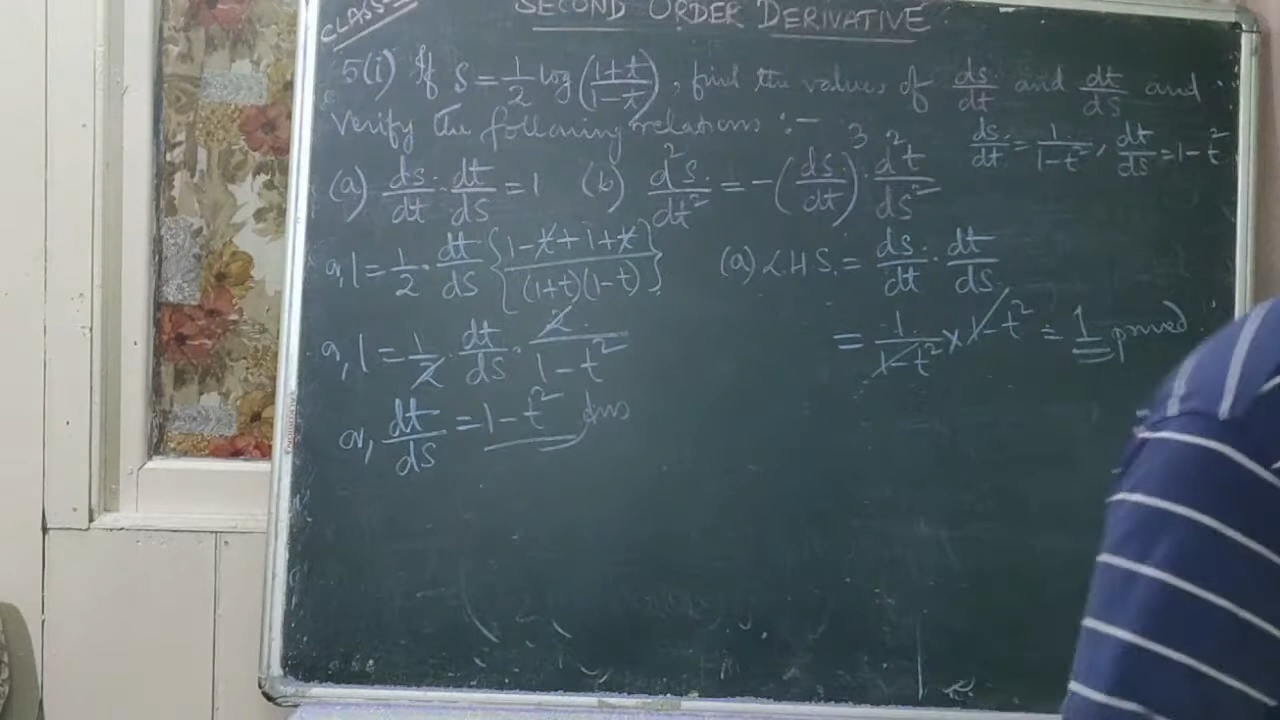 CLASS-
SECOND ORDER DERIVATIVE
5(i) If S = 1/2 log((1+t)/(1-t)), find the values of ds/dt and dt/ds and
verify the following relations :-
ds/dt = 1/(1-t²), dt/ds = 1-t²
(a) ds/dt · dt/ds = 1 (b) d²s/dt² = -(ds/dt)³ · d²t/ds²
or, 1 = 1/2 · dt/ds {(1-t+1+t)/((1+t)(1-t))}
or, 1 = 1/2 · dt/ds · 2/(1-t²)
or, dt/ds = 1-t² Ans
(a) L.H.S. = ds/dt · dt/ds
= 1/(1-t²) × 1-t² = 1 proved.